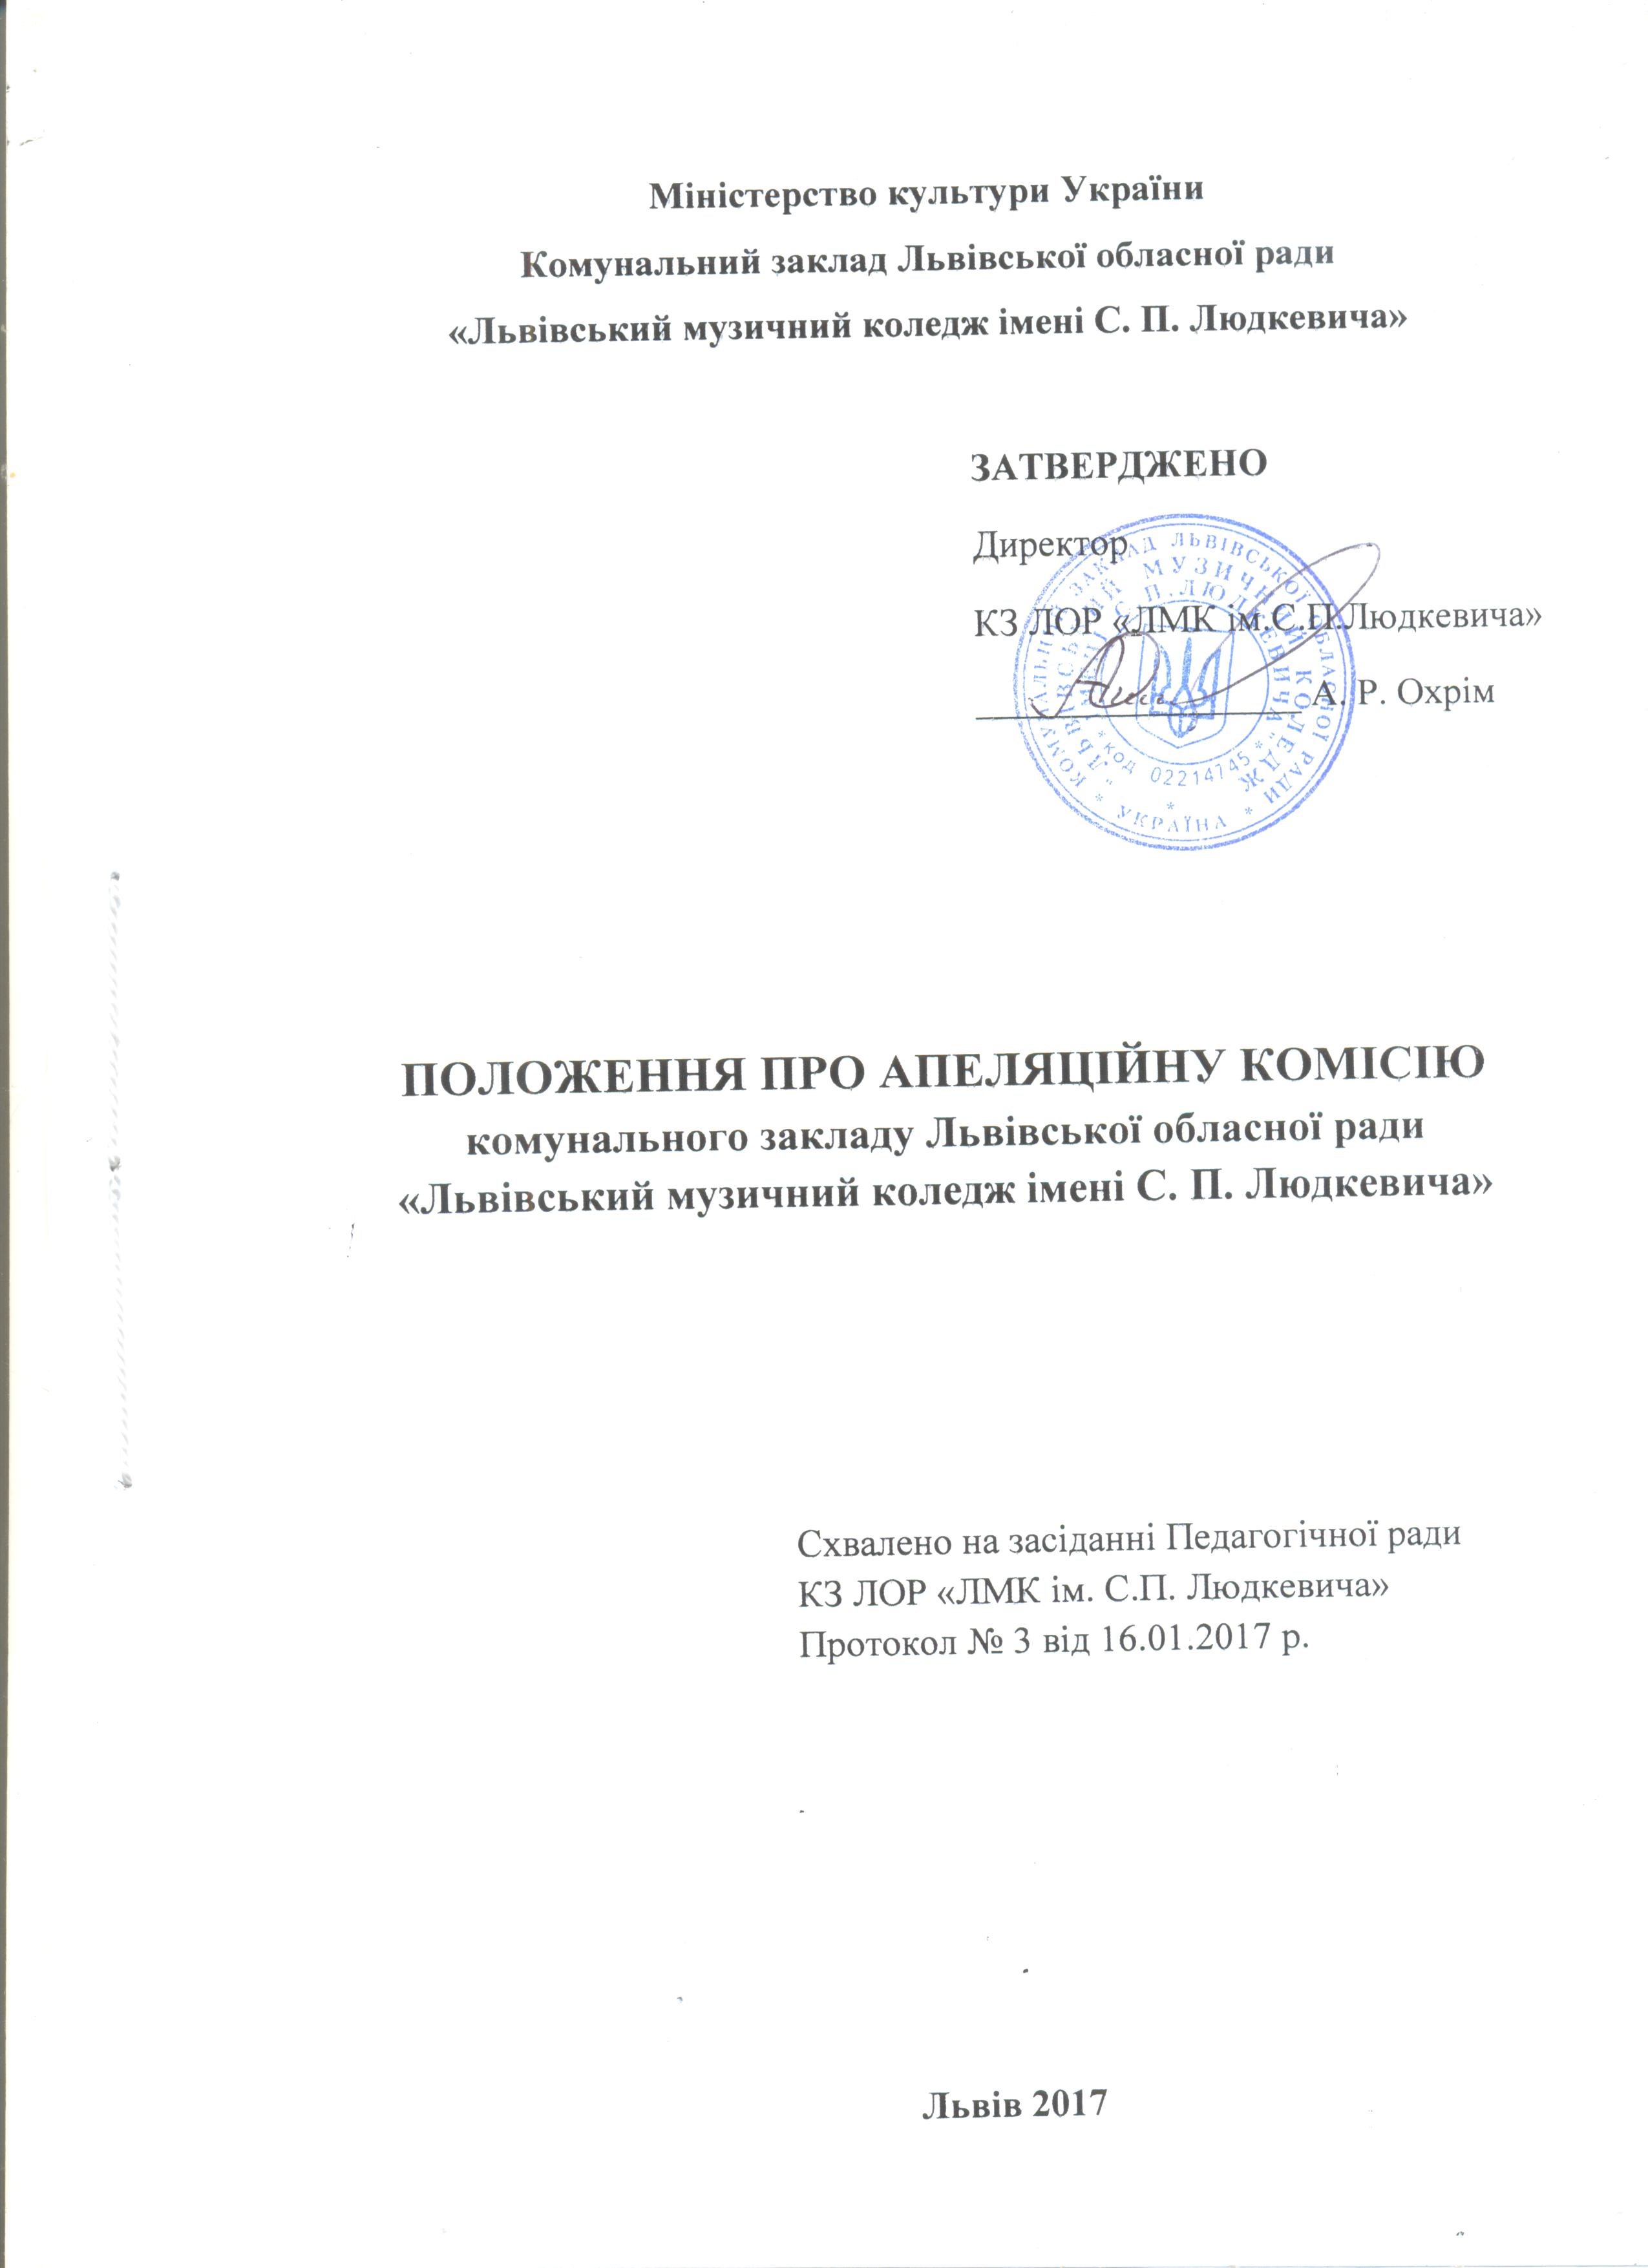 Міністерство культури України
Комунальний заклад Львівської обласної ради
«Львівський музичний коледж імені С. П. Людкевича»
ЗАТВЕРДЖЕНО
Директор
КЗ ЛОР «ЛМК ім.С.П.Людкевича»
А. Р. Охрім
КОМУНАЛЬНИЙ ЗАКЛАД ЛЬВІВСЬКОЇ ОБЛАСНОЇ РАДИ
* УКРАЇНА *
"ЛЬВІВСЬКИЙ МУЗИЧНИЙ КОЛЕДЖ
ІМЕНІ С.П.ЛЮДКЕВИЧА"
*код 02214745*
ПОЛОЖЕННЯ ПРО АПЕЛЯЦІЙНУ КОМІСІЮ
комунального закладу Львівської обласної ради
«Львівський музичний коледж імені С. П. Людкевича»
Схвалено на засіданні Педагогічної ради
КЗ ЛОР «ЛМК ім. С.П. Людкевича»
Протокол № 3 від 16.01.2017 р.
Львів 2017